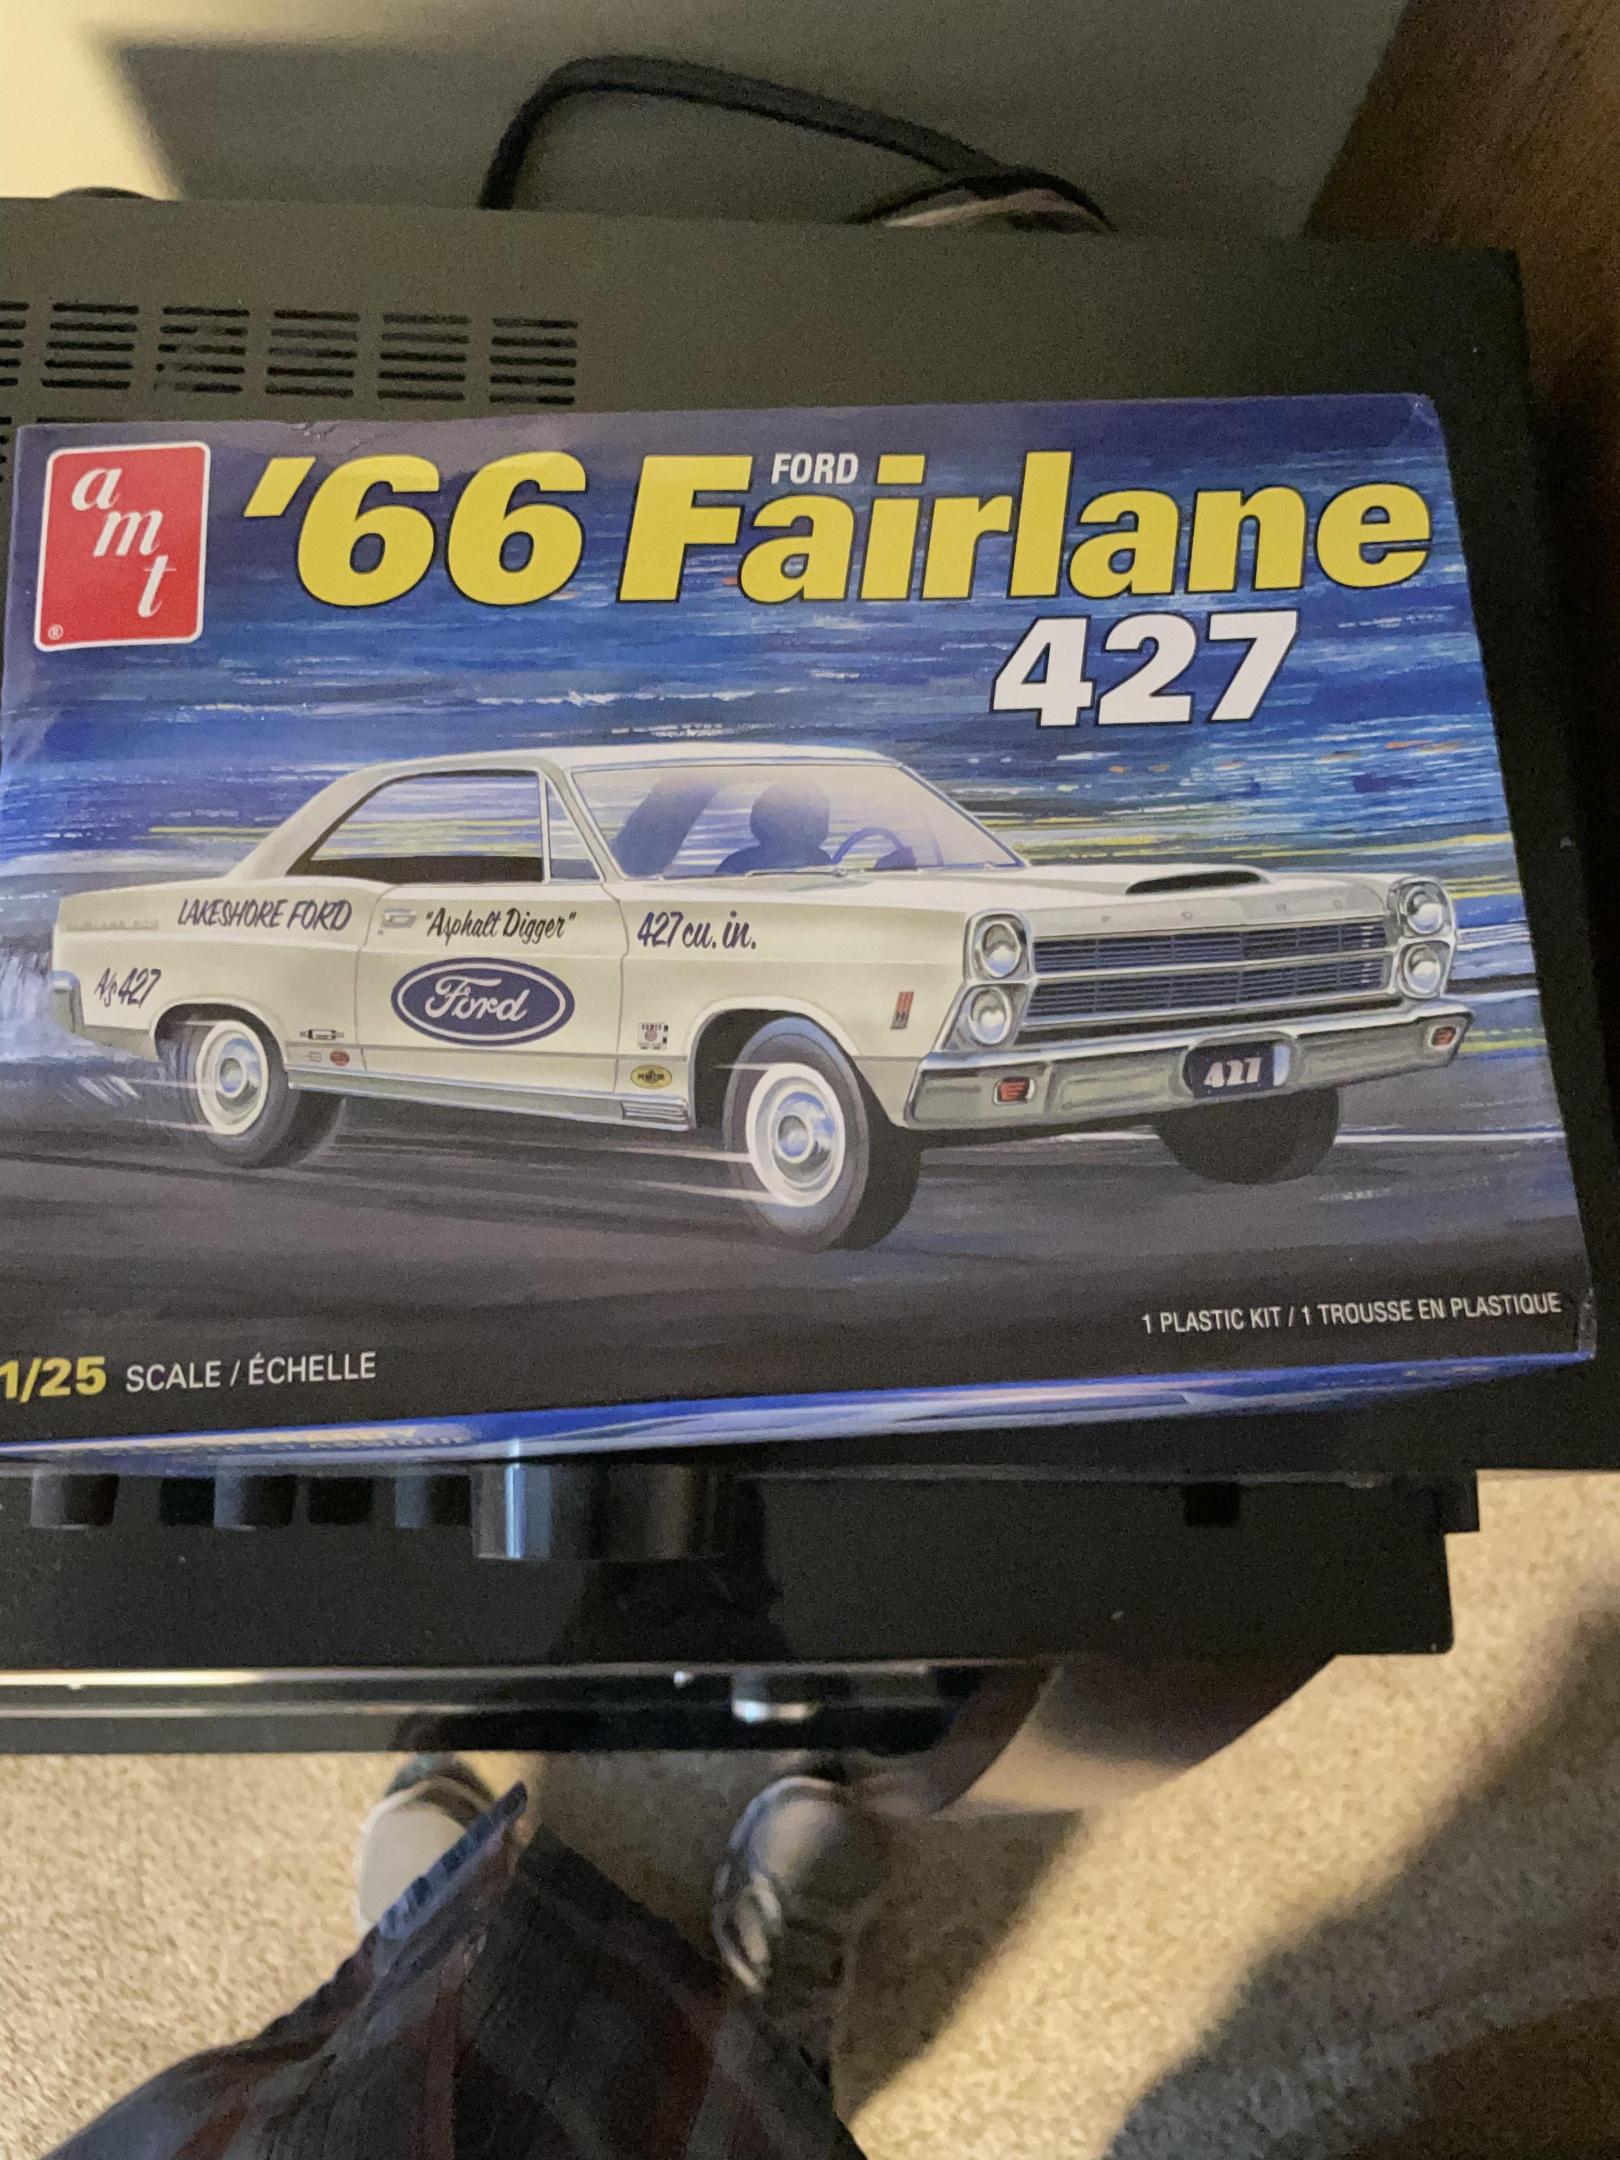 amt
®
'66 FORD Fairlane
427
LAKESHORE FORD
"Asphalt Digger"
427 cu. in.
A/S 427
Ford
FORD
427
1 PLASTIC KIT / 1 TROUSSE EN PLASTIQUE
1/25 SCALE / ÉCHELLE